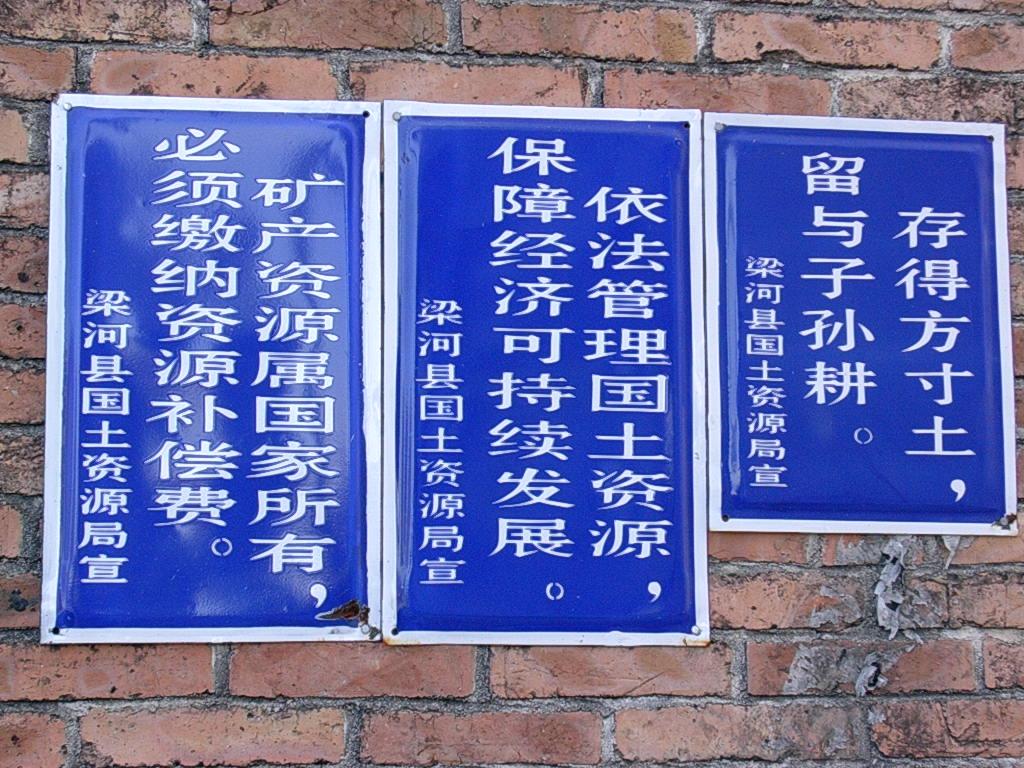 存得方寸土，
留与子孙耕。
梁河县国土资源局宣
依法管理国土资源，
保障经济可持续发展。
梁河县国土资源局宣
矿产资源属国家所有，
必须缴纳资源补偿费。
梁河县国土资源局宣